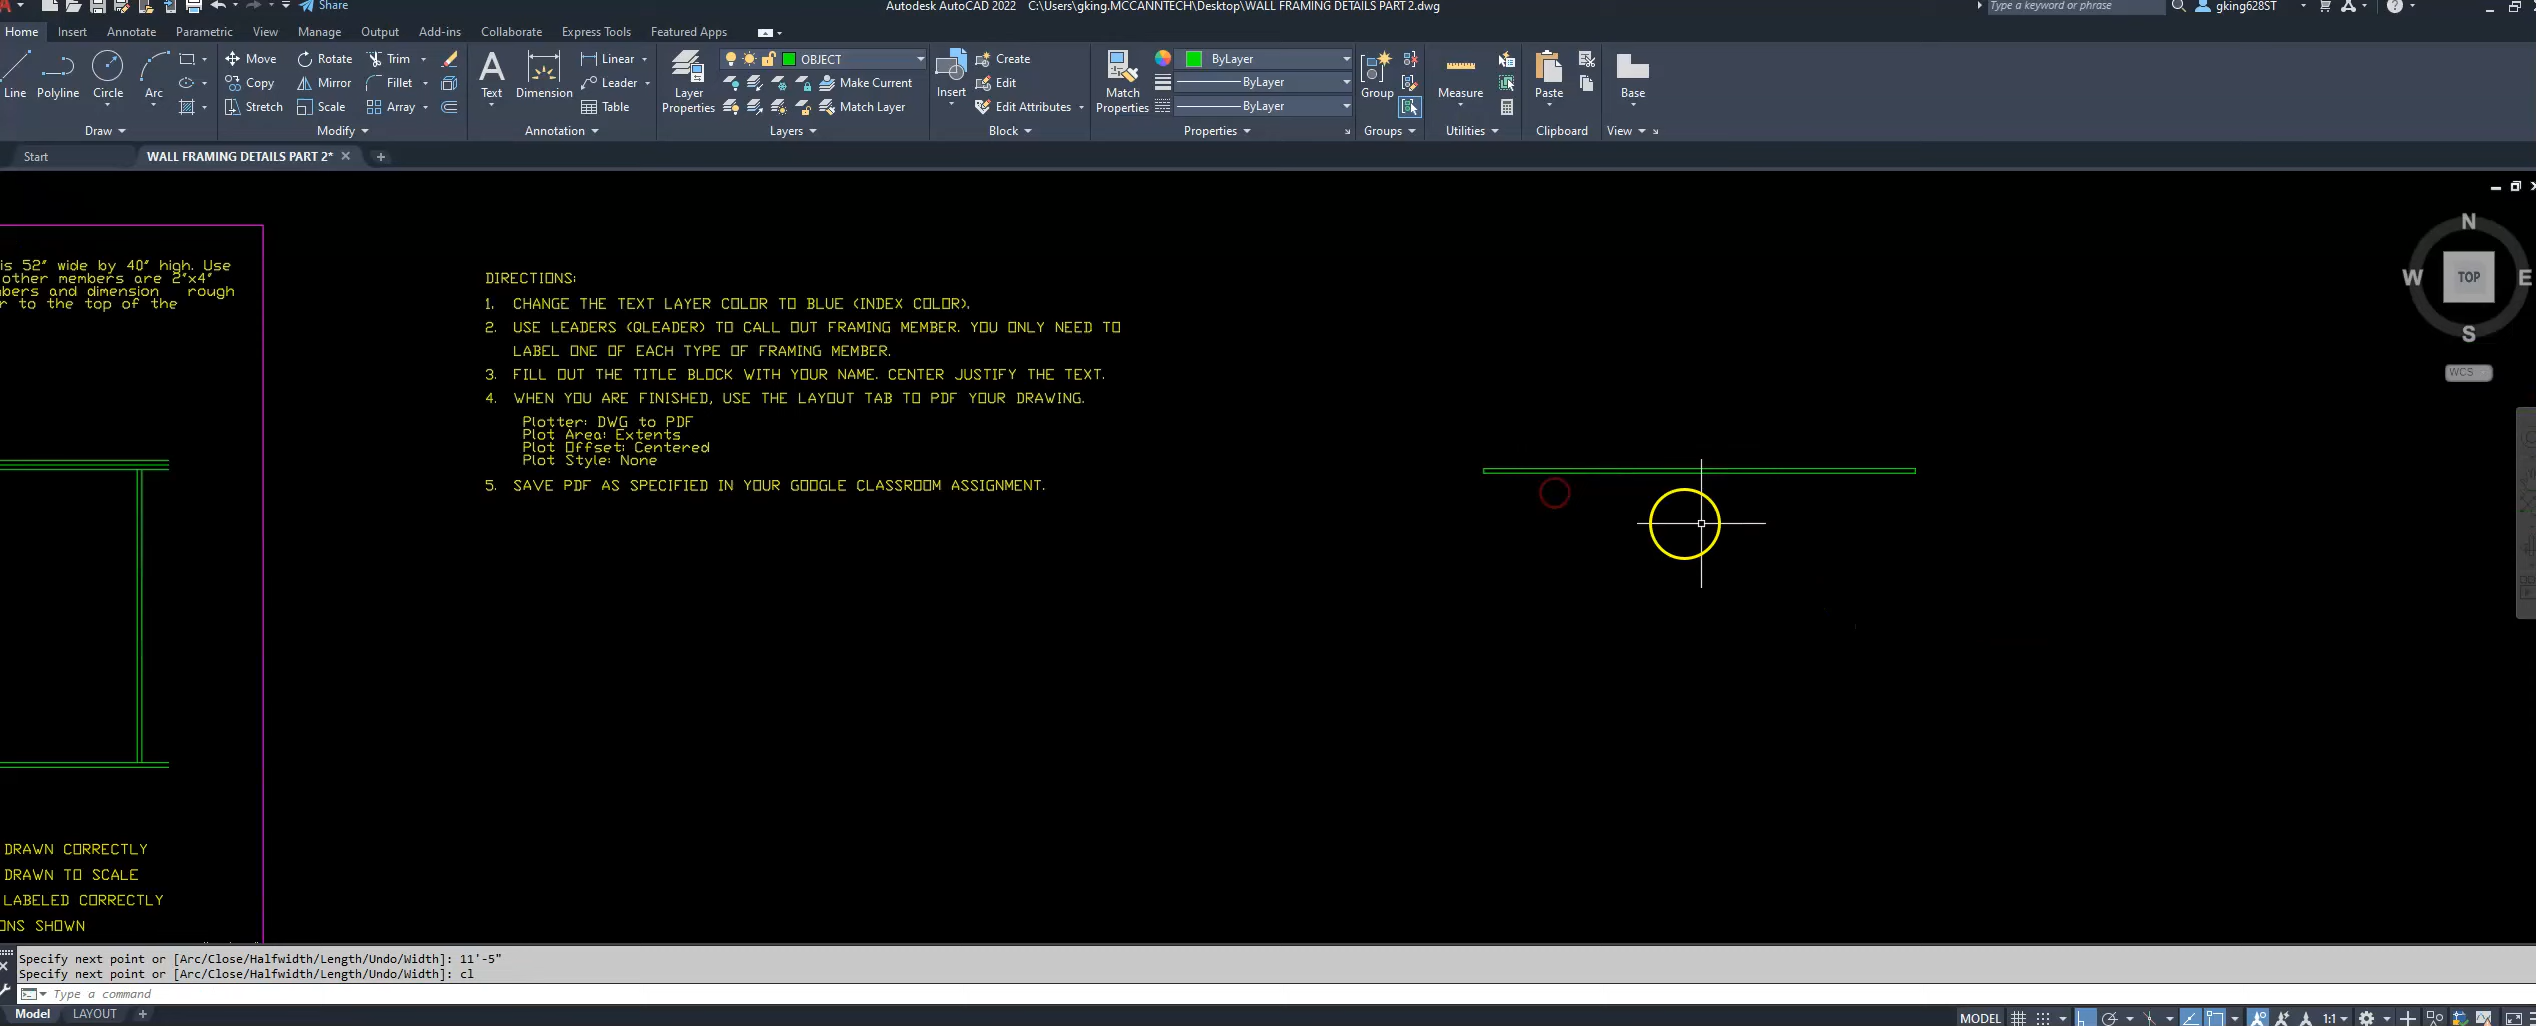 Share
Autodesk AutoCAD 2022 C:\Users\gking.MCCANNTECH\Desktop\WALL FRAMING DETAILS PART 2.dwg
Type a keyword or phrase
gking628ST
Home Insert Annotate Parametric View Manage Output Add-ins Collaborate Express Tools Featured Apps
Line Polyline Circle Arc
Move Rotate Trim
Copy Mirror Fillet
Stretch Scale Array
Text Dimension
Linear
Leader
Table
Layer Properties
OBJECT
Make Current
Match Layer
Insert
Create
Edit
Edit Attributes
Match Properties
ByLayer
ByLayer
ByLayer
Group
Measure
Paste
Base
Draw Modify Annotation Layers Block Properties Groups Utilities Clipboard View
Start WALL FRAMING DETAILS PART 2*
N
W TOP E
S
WCS
is 52" wide by 40" high. Use
other members are 2"x4"
bers and dimension rough
r to the top of the
DIRECTIONS:
1. CHANGE THE TEXT LAYER COLOR TO BLUE (INDEX COLOR).
2. USE LEADERS (QLEADER) TO CALL OUT FRAMING MEMBER. YOU ONLY NEED TO
LABEL ONE OF EACH TYPE OF FRAMING MEMBER.
3. FILL OUT THE TITLE BLOCK WITH YOUR NAME. CENTER JUSTIFY THE TEXT.
4. WHEN YOU ARE FINISHED, USE THE LAYOUT TAB TO PDF YOUR DRAWING.
Plotter: DWG to PDF
Plot Area: Extents
Plot Offset: Centered
Plot Style: None
5. SAVE PDF AS SPECIFIED IN YOUR GOOGLE CLASSROOM ASSIGNMENT.
DRAWN CORRECTLY
DRAWN TO SCALE
LABELED CORRECTLY
ONS SHOWN
Specify next point or [Arc/Close/Halfwidth/Length/Undo/Width]: 11'-5"
Specify next point or [Arc/Close/Halfwidth/Length/Undo/Width]: cl
Type a command
Model LAYOUT
MODEL
1:1